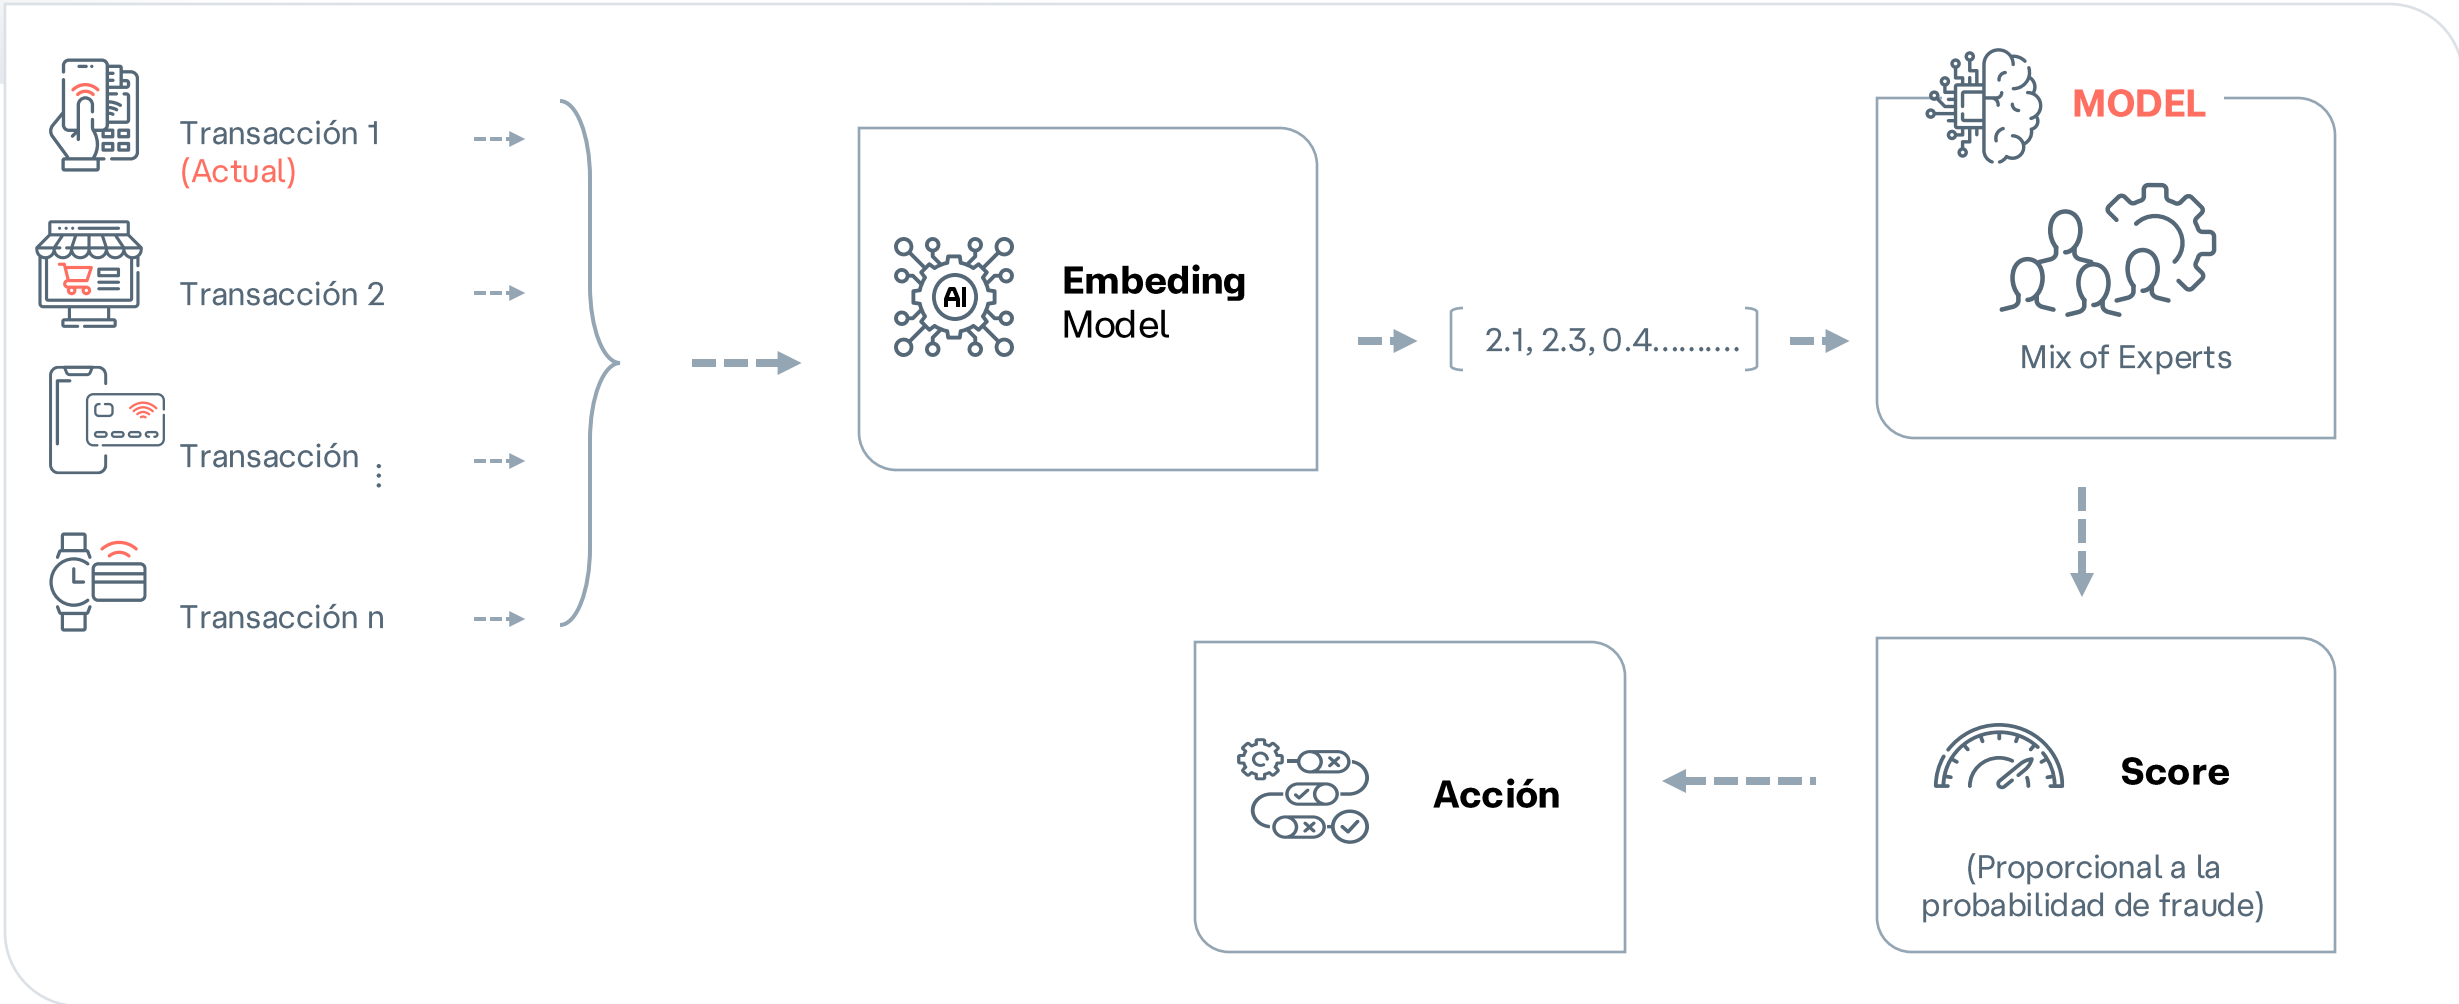 Transacción 1
(Actual)
Transacción 2
Transacción
⋮
Transacción n
AI
Embeding
Model
2.1, 2.3, 0.4..........
MODEL
Mix of Experts
Score
(Proporcional a la
probabilidad de fraude)
Acción